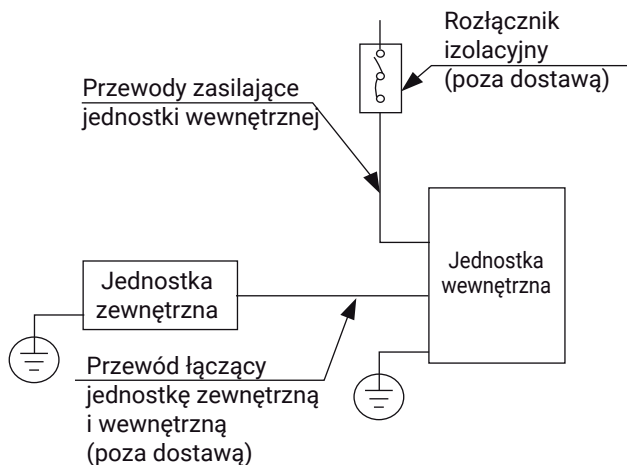 Rozłącznik
izolacyjny
(poza dostawą)
Przewody zasilające
jednostki wewnętrznej
Jednostka
wewnętrzna
Jednostka
zewnętrzna
Przewód łączący
jednostkę zewnętrzną
i wewnętrzną
(poza dostawą)